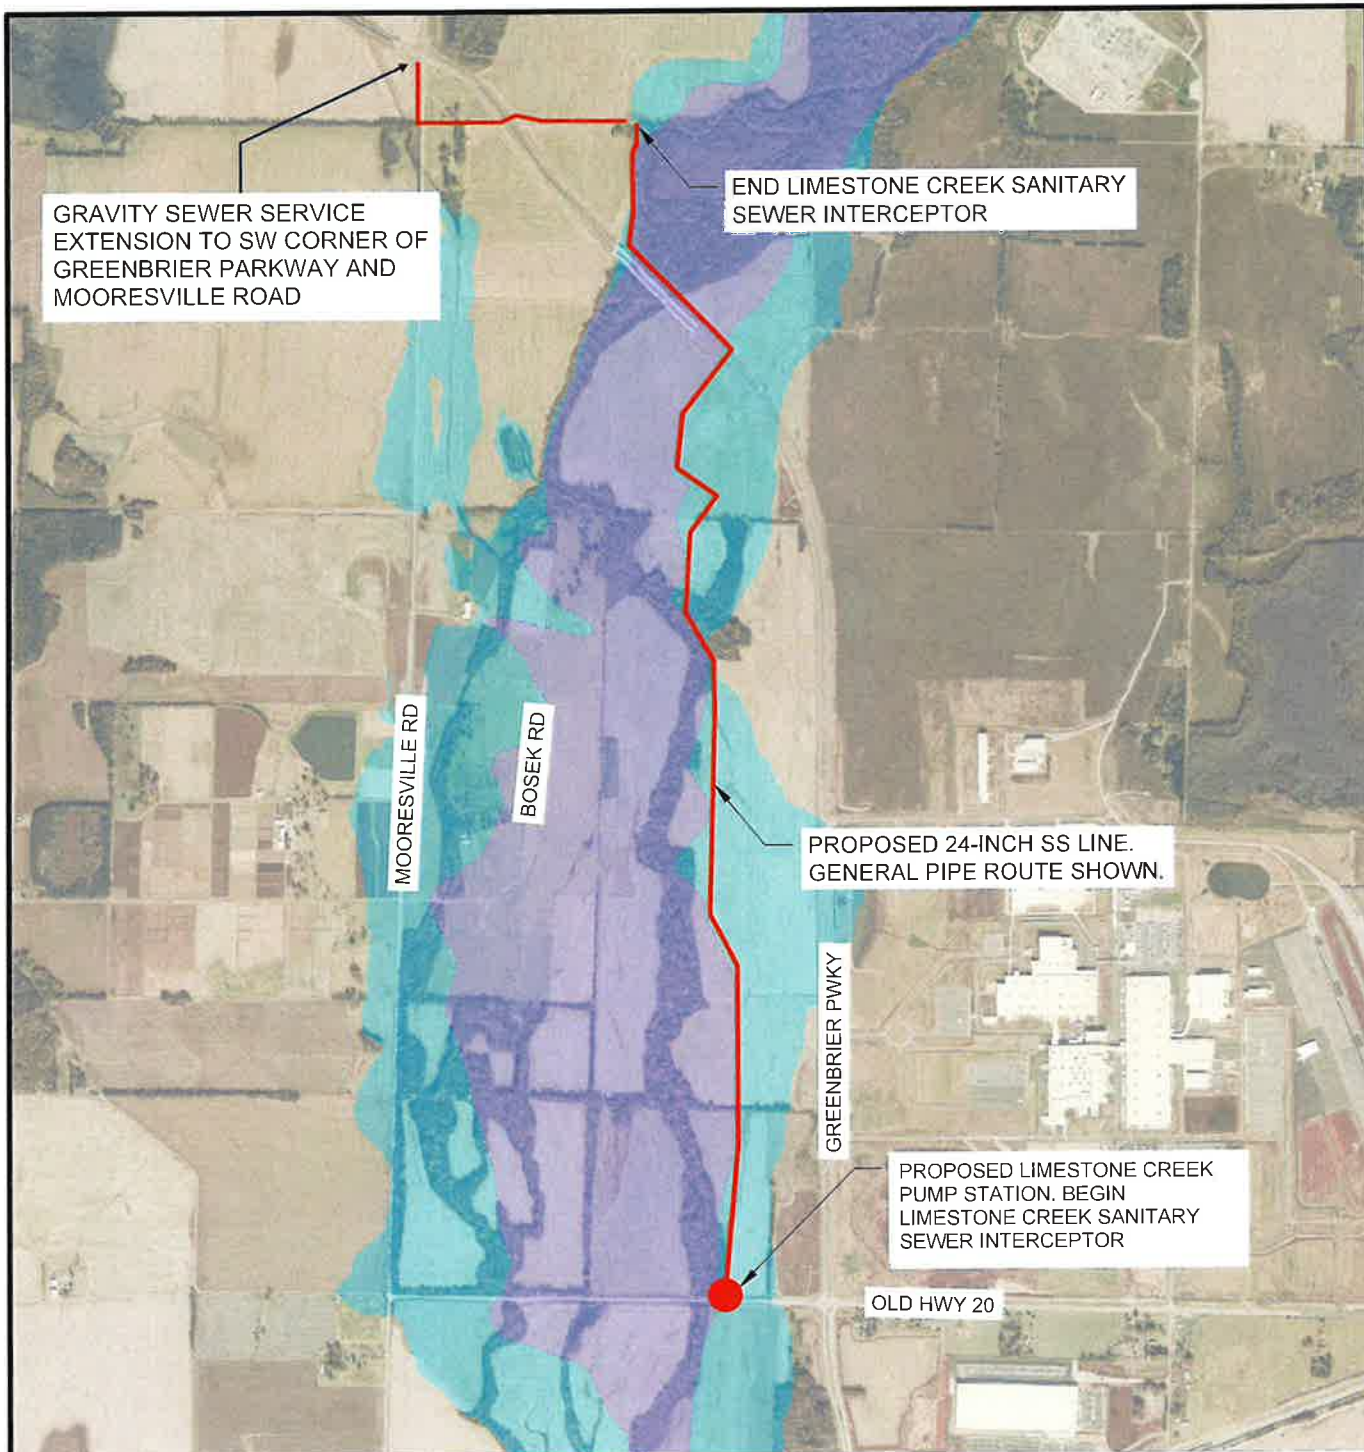 GRAVITY SEWER SERVICE
EXTENSION TO SW CORNER OF
GREENBRIER PARKWAY AND
MOORESVILLE ROAD
END LIMESTONE CREEK SANITARY
SEWER INTERCEPTOR
MOORESVILLE RD
BOSEK RD
PROPOSED 24-INCH SS LINE.
GENERAL PIPE ROUTE SHOWN.
GREENBRIER PWKY
PROPOSED LIMESTONE CREEK
PUMP STATION. BEGIN
LIMESTONE CREEK SANITARY
SEWER INTERCEPTOR
OLD HWY 20